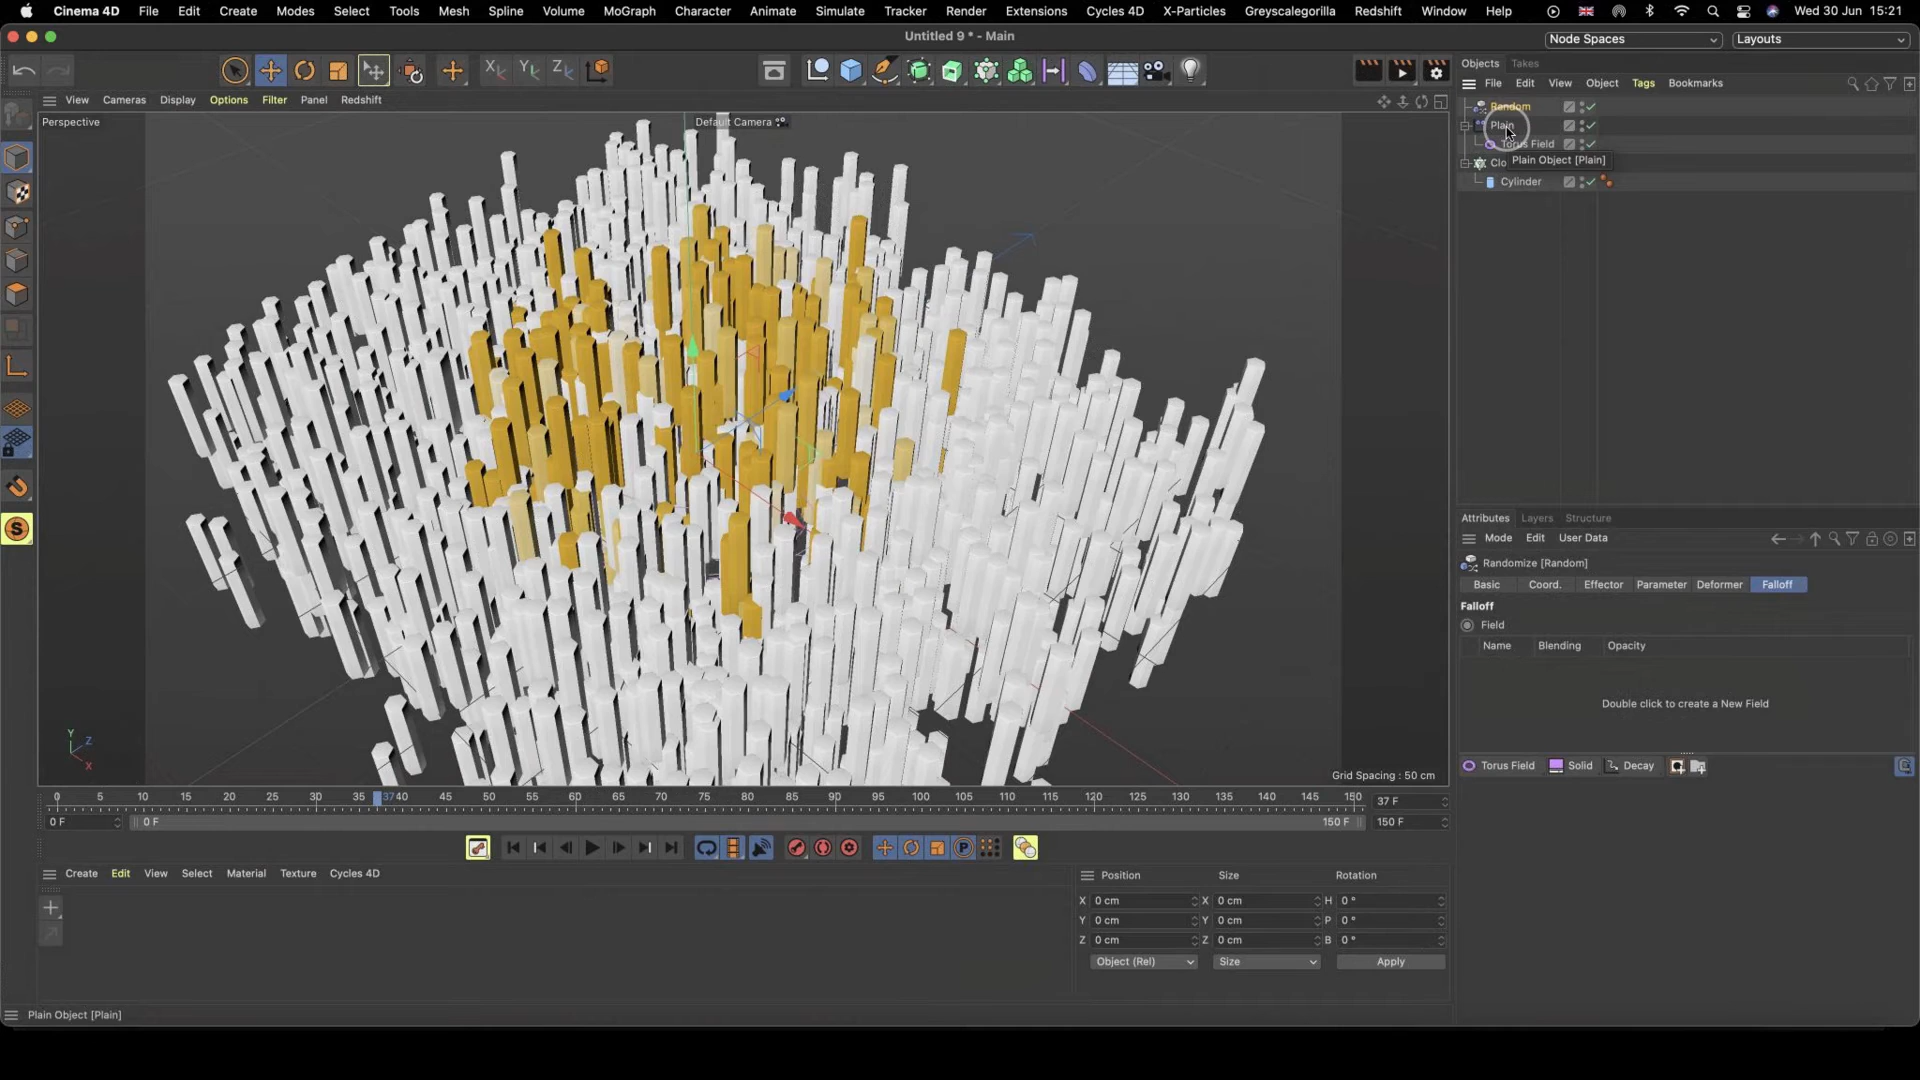 Cinema 4D File Edit Create Modes Select Tools Mesh Spline Volume MoGraph Character Animate Simulate Tracker Render Extensions Cycles 4D X-Particles Greyscalegorilla Redshift Window Help Wed 30 Jun 15:21
Untitled 9 * - Main
Node Spaces Layouts
Objects Takes
File Edit View Object Tags Bookmarks
View Cameras Display Options Filter Panel Redshift
Perspective
Default Camera
Random
Plain
Torus Field
Clo
Plain Object [Plain]
Cylinder
Attributes Layers Structure
Mode Edit User Data
Randomize [Random]
Basic Coord. Effector Parameter Deformer Falloff
Falloff
Field
Name Blending Opacity
Double click to create a New Field
Torus Field Solid Decay
Y Z X
Grid Spacing : 50 cm
0 5 10 15 20 25 30 35 3740 45 50 55 60 65 70 75 80 85 90 95 100 105 110 115 120 125 130 135 140 145 150
37 F
0 F 0 F 150 F 150 F
Create Edit View Select Material Texture Cycles 4D
Position Size Rotation
X 0 cm X 0 cm H 0 °
Y 0 cm Y 0 cm P 0 °
Z 0 cm Z 0 cm B 0 °
Object (Rel) Size Apply
Plain Object [Plain]